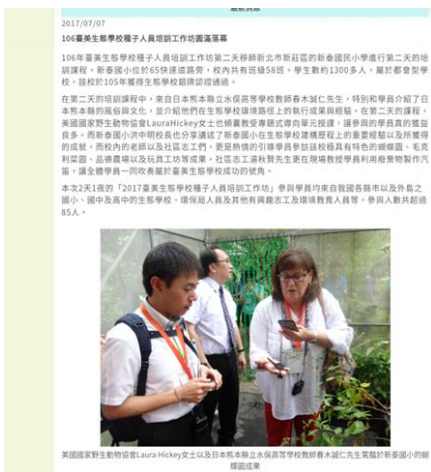 最新消息
2017/07/07
106臺美生態學校種子人員培訓工作坊圓滿落幕
106年臺美生態學校種子人員培訓工作坊第二天移師新北市新莊區的新泰國民小學進行第二天的培
訓課程。新泰國小位於65快速道路旁，校內共有班級58班，學生數約1300多人，屬於都會型學
校，該校於105年獲得生態學校銀牌認證通過。
在第二天的培訓課程中，來自日本熊本縣立水俣高等學校教師春木誠仁先生，特別和學員介紹了日
本熊本縣的風俗與文化，並介紹他們在生態學校環境路徑上的執行成果與經驗。在第二天的課程，
美國國家野生動物協會LauraHickey女士也傾囊教受專題式導向單元授課，讓參與的學員真的獲益
良多。而新泰國小洪中明校長也分享講述了新泰國小在生態學校建構歷程上的重要經驗以及所獲得
的成就，而校內的老師以及社區志工們，更是熱情的引導學員參訪該校極具有特色的蝴蝶園、毛克
利菜園、品德農場以及玩具工坊等成果，社區志工湯秋賢先生更在現場教授學員利用廢棄物製作汽
笛，讓全體學員一同吹奏屬於臺美生態學校成功的號角。
本次2天1夜的「2017臺美生態學校種子人員培訓工作坊」參與學員均來自我國各縣市以及外島之
國小、國中及高中的生態學校、環保局人員及其他有興趣志工及環境教育人員等，參與人數共超過
85人。
美國國家野生動物協會Laura Hickey女士以及日本熊本縣立水俣高等學校教師春木誠仁先生驚豔於新泰國小的蝴
蝶園成果